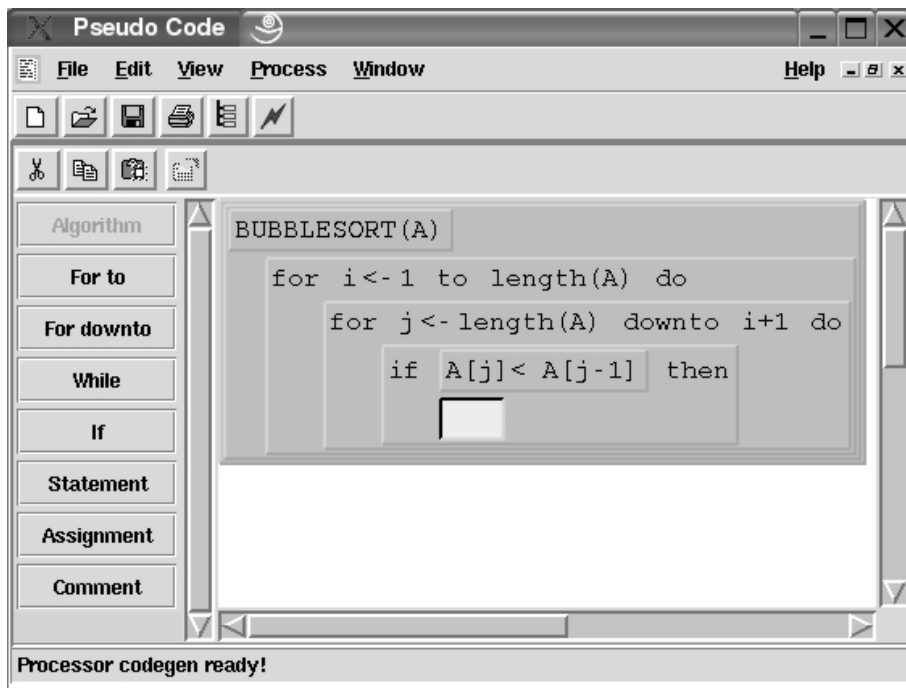 Pseudo Code
File Edit View Process Window Help
Algorithm
For to
For downto
While
If
Statement
Assignment
Comment
BUBBLESORT(A)
for i<-1 to length(A) do
for j<-length(A) downto i+1 do
if A[j]< A[j-1] then
Processor codegen ready!